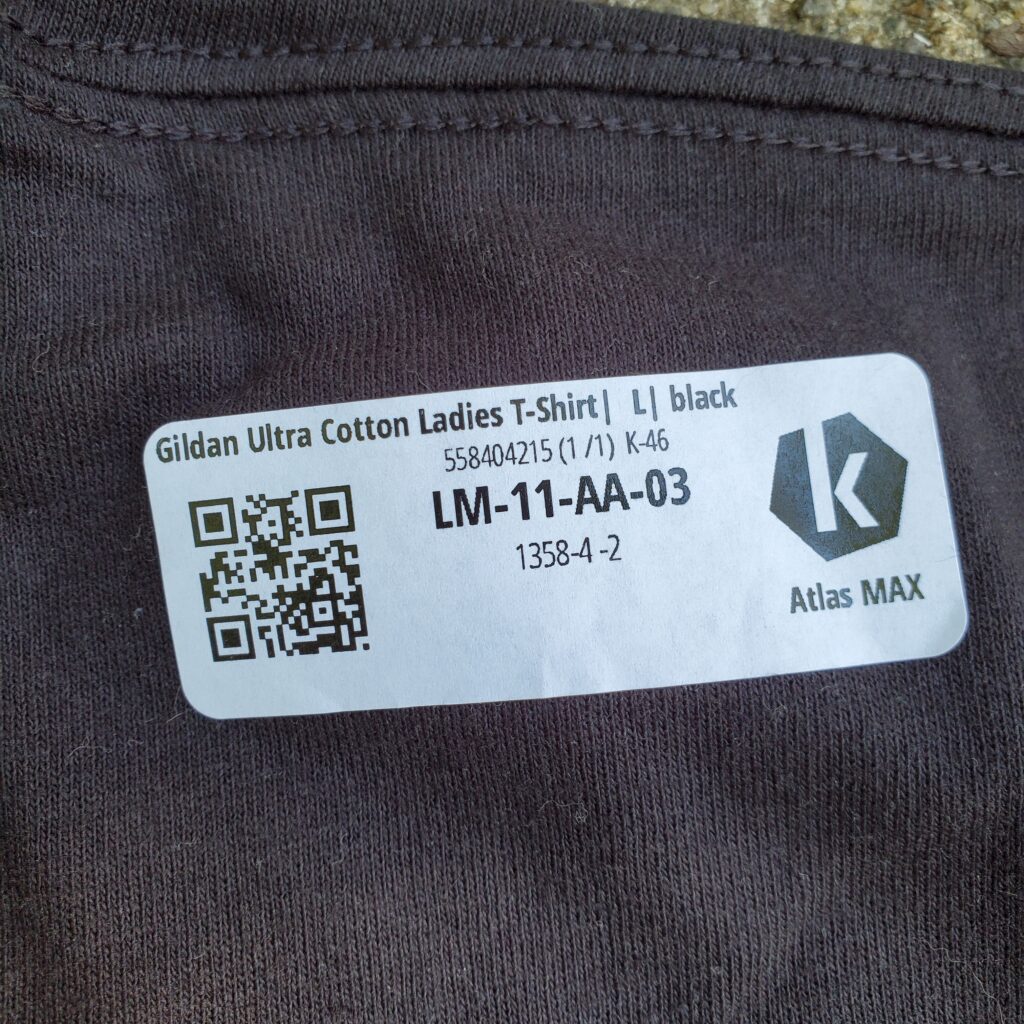 Gildan Ultra Cotton Ladies T-Shirt| L| black
558404215 (1 /1) K-46
LM-11-AA-03
1358-4 -2
k
Atlas MAX